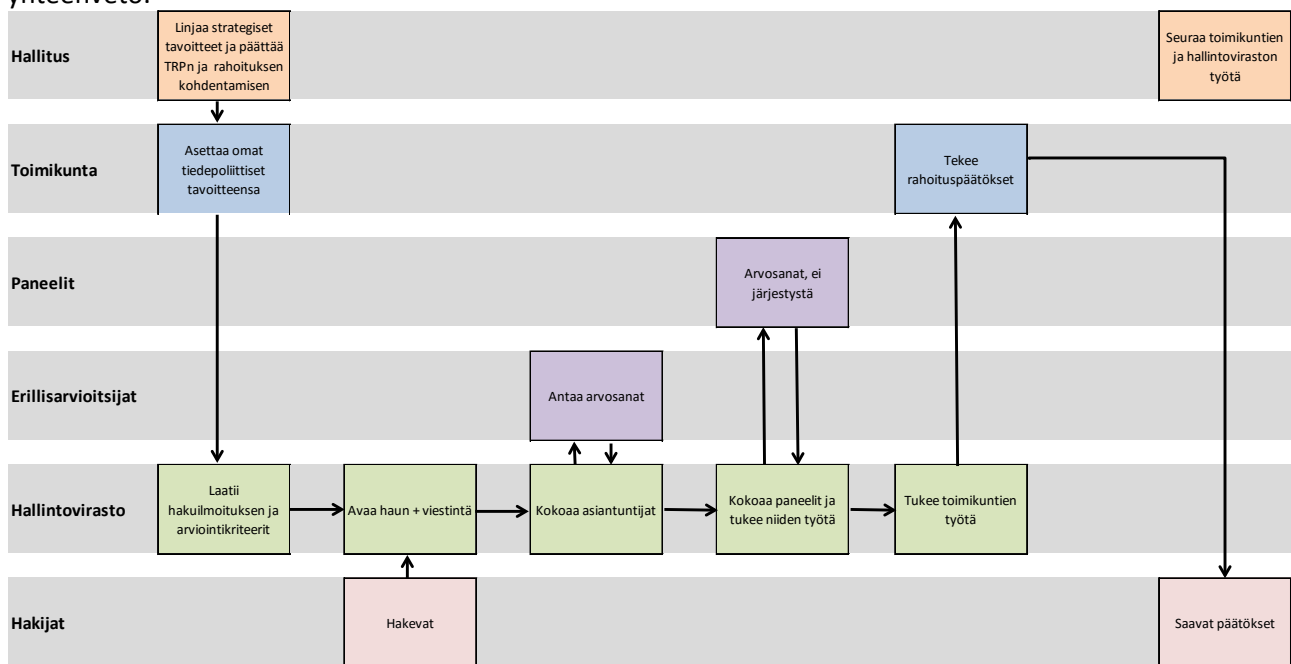 yhteenveto:
Hallitus
Linjaa strategiset
tavoitteet ja päättää
TRPn ja rahoituksen
kohdentamisen
Seuraa toimikuntien
ja hallintoviraston
työtä
Toimikunta
Asettaa omat
tiedepoliittiset
tavoitteensa
Tekee
rahoituspäätökset
Paneelit
Arvosanat, ei
järjestystä
Erillisarvioitsijat
Antaa arvosanat
Hallintovirasto
Laatii
hakuilmoituksen ja
arviointikriteerit
Avaa haun + viestintä
Kokoaa asiantuntijat
Kokoaa paneelit ja
tukee niiden työtä
Tukee toimikuntien
työtä
Hakijat
Hakevat
Saavat päätökset